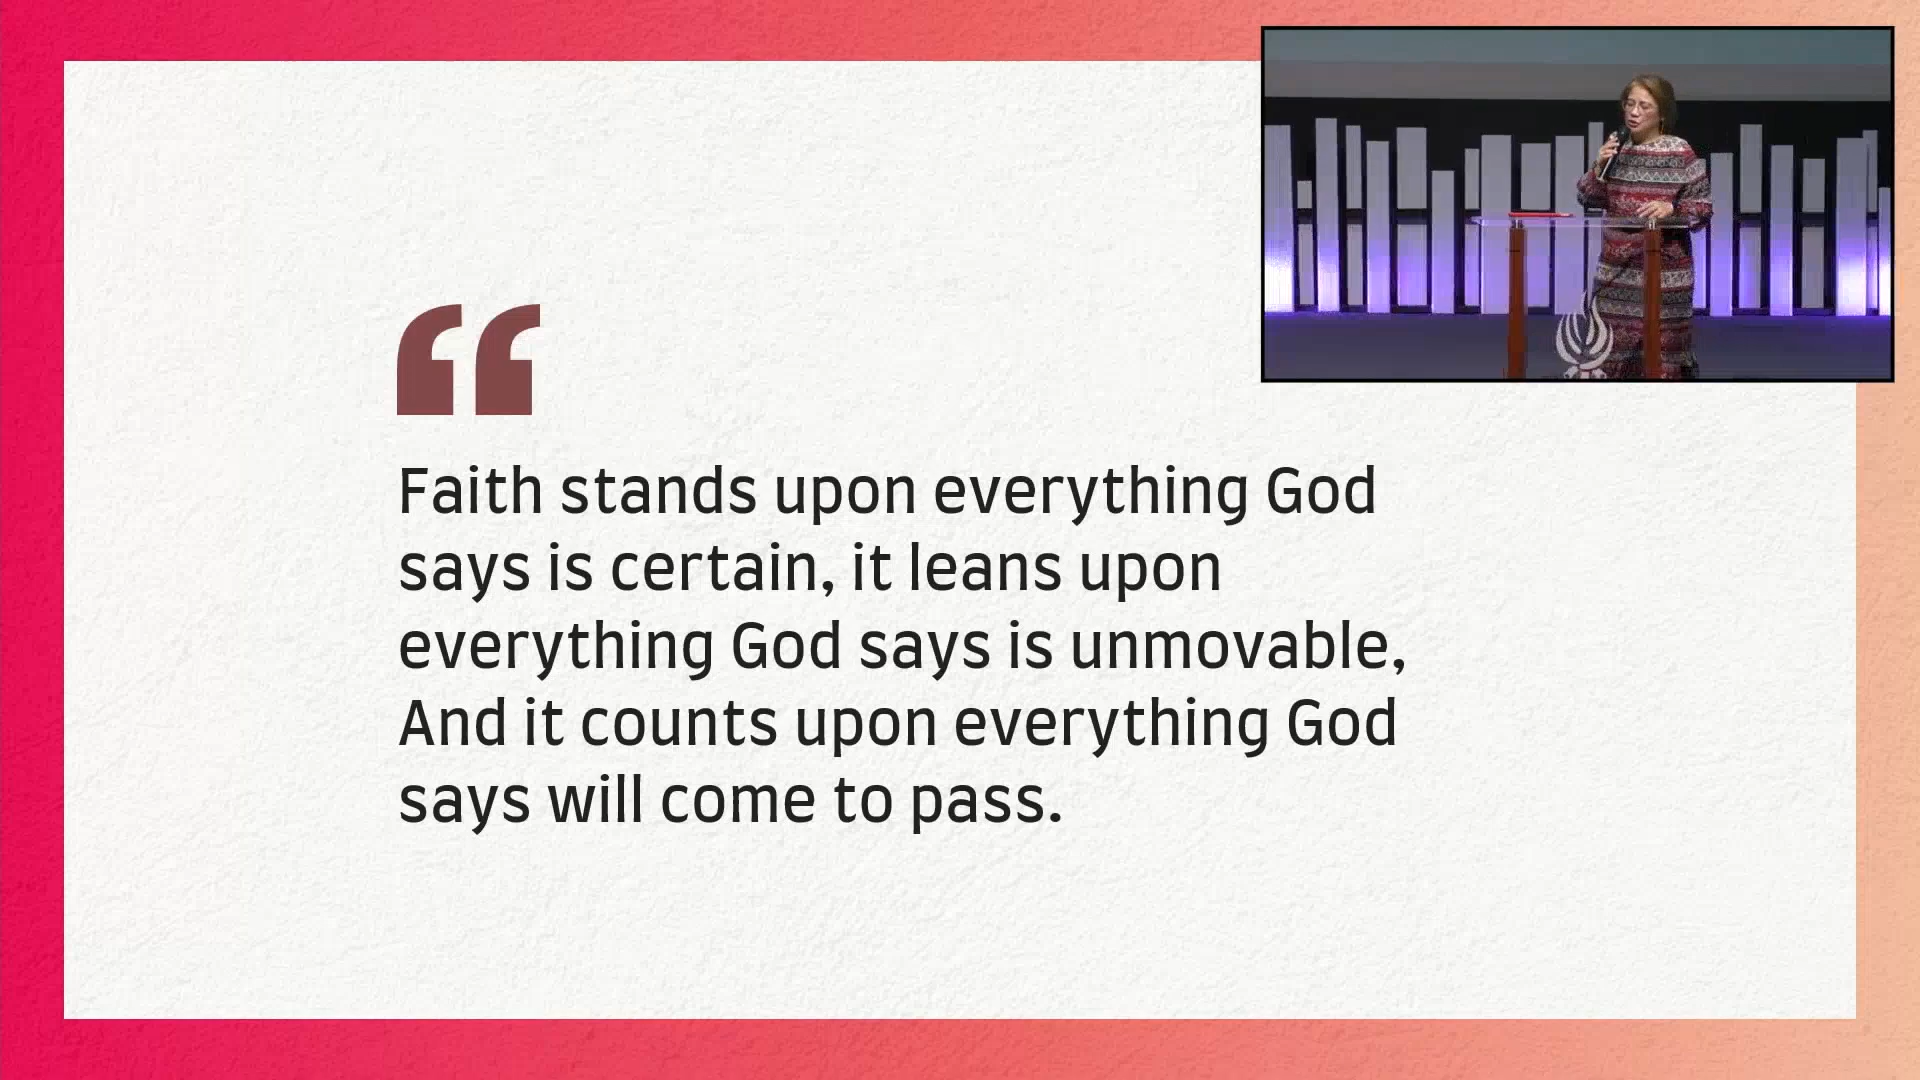 “
Faith stands upon everything God
says is certain, it leans upon
everything God says is unmovable,
And it counts upon everything God
says will come to pass.